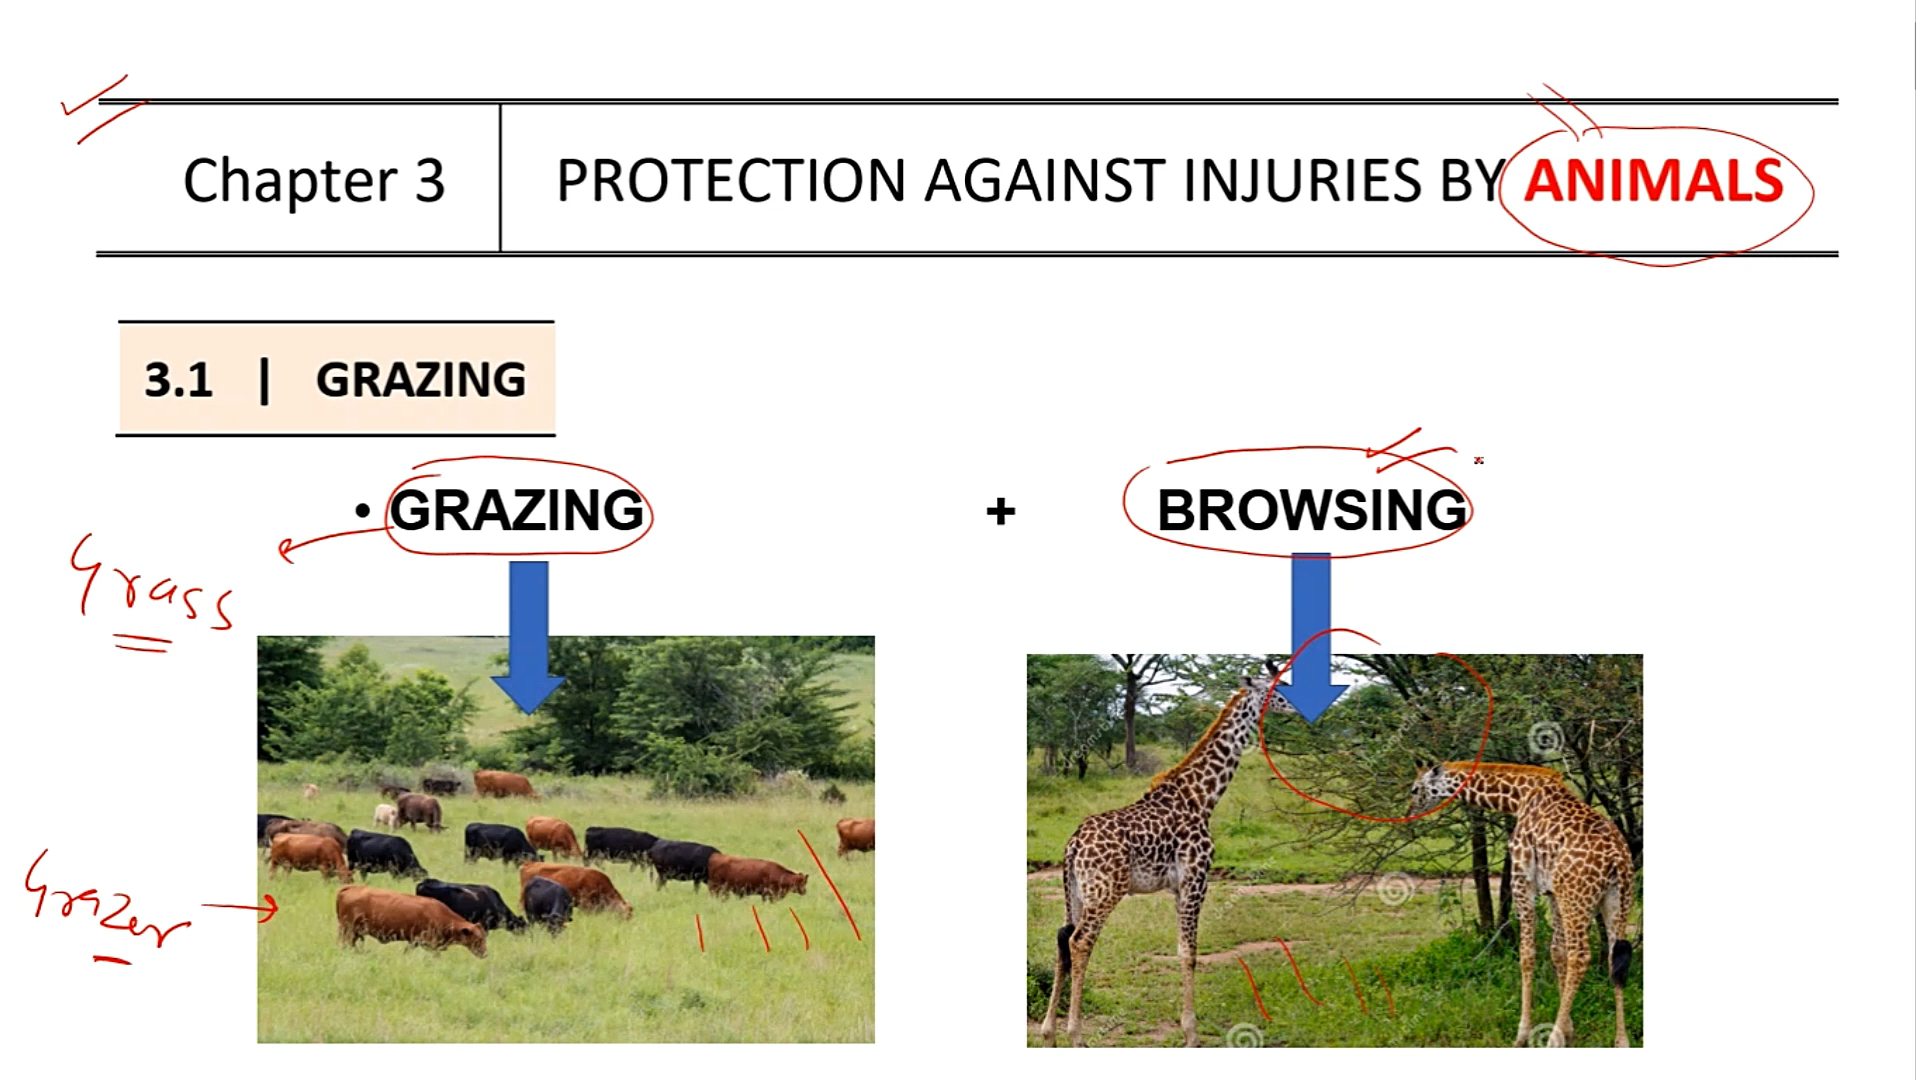 Chapter 3
PROTECTION AGAINST INJURIES BY ANIMALS
3.1 | GRAZING
• GRAZING + BROWSING
Grass
Grazer